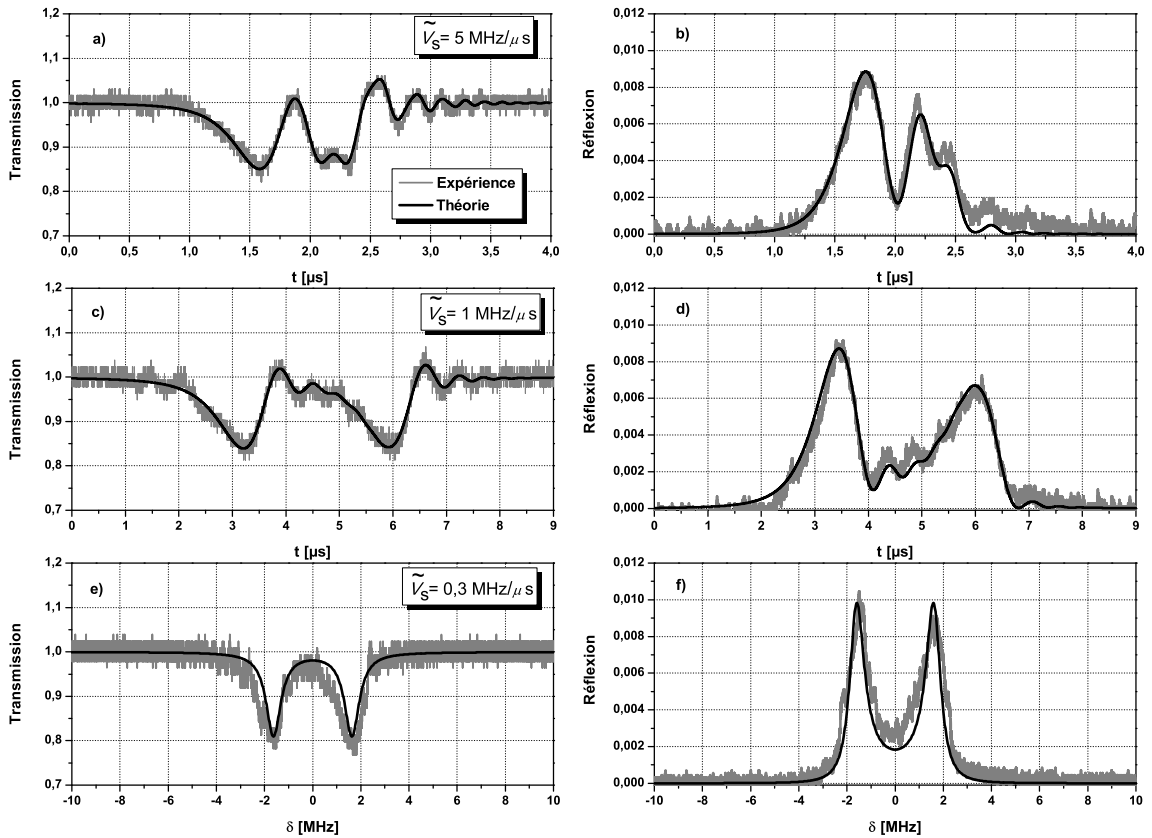 a)
Ṽs= 5 MHz/μs
Transmission
1,2
1,1
1,0
0,9
0,8
0,7
Expérience
Théorie
0,0 0,5 1,0 1,5 2,0 2,5 3,0 3,5 4,0
t [µs]
b)
Réflexion
0,012
0,010
0,008
0,006
0,004
0,002
0,000
0,0 0,5 1,0 1,5 2,0 2,5 3,0 3,5 4,0
t [µs]
c)
Ṽs= 1 MHz/μs
Transmission
1,2
1,1
1,0
0,9
0,8
0,7
0 1 2 3 4 5 6 7 8 9
t [µs]
d)
Réflexion
0,012
0,010
0,008
0,006
0,004
0,002
0,000
0 1 2 3 4 5 6 7 8 9
t [µs]
e)
Ṽs= 0,3 MHz/μs
Transmission
1,2
1,1
1,0
0,9
0,8
0,7
-10 -8 -6 -4 -2 0 2 4 6 8 10
δ [MHz]
f)
Réflexion
0,012
0,010
0,008
0,006
0,004
0,002
0,000
-10 -8 -6 -4 -2 0 2 4 6 8 10
δ [MHz]